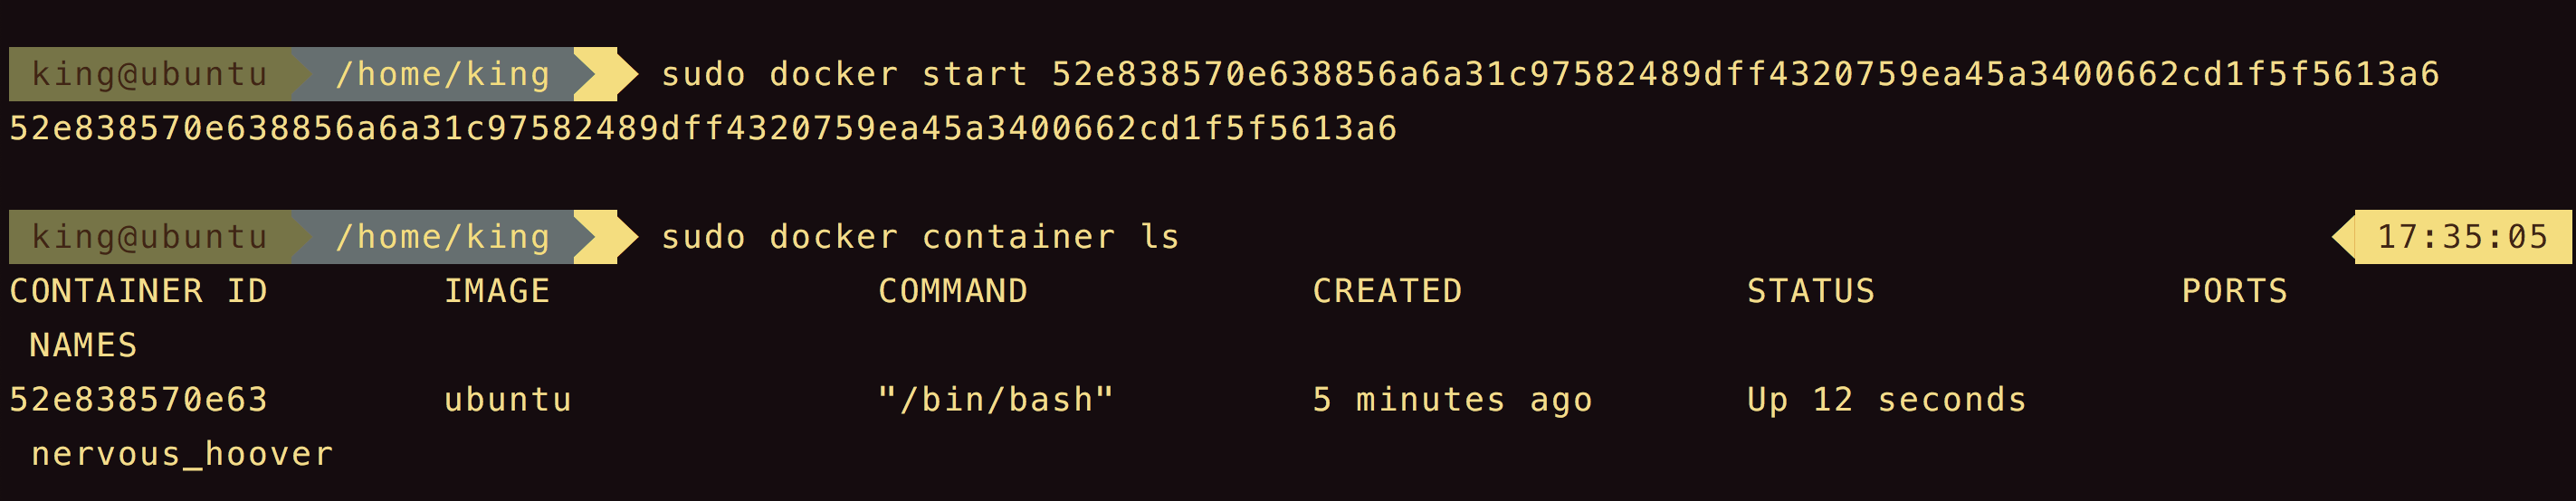 king@ubuntu /home/king sudo docker start 52e838570e638856a6a31c97582489dff4320759ea45a3400662cd1f5f5613a6
52e838570e638856a6a31c97582489dff4320759ea45a3400662cd1f5f5613a6
king@ubuntu /home/king sudo docker container ls 17:35:05
CONTAINER ID IMAGE COMMAND CREATED STATUS PORTS
NAMES
52e838570e63 ubuntu "/bin/bash" 5 minutes ago Up 12 seconds
nervous_hoover